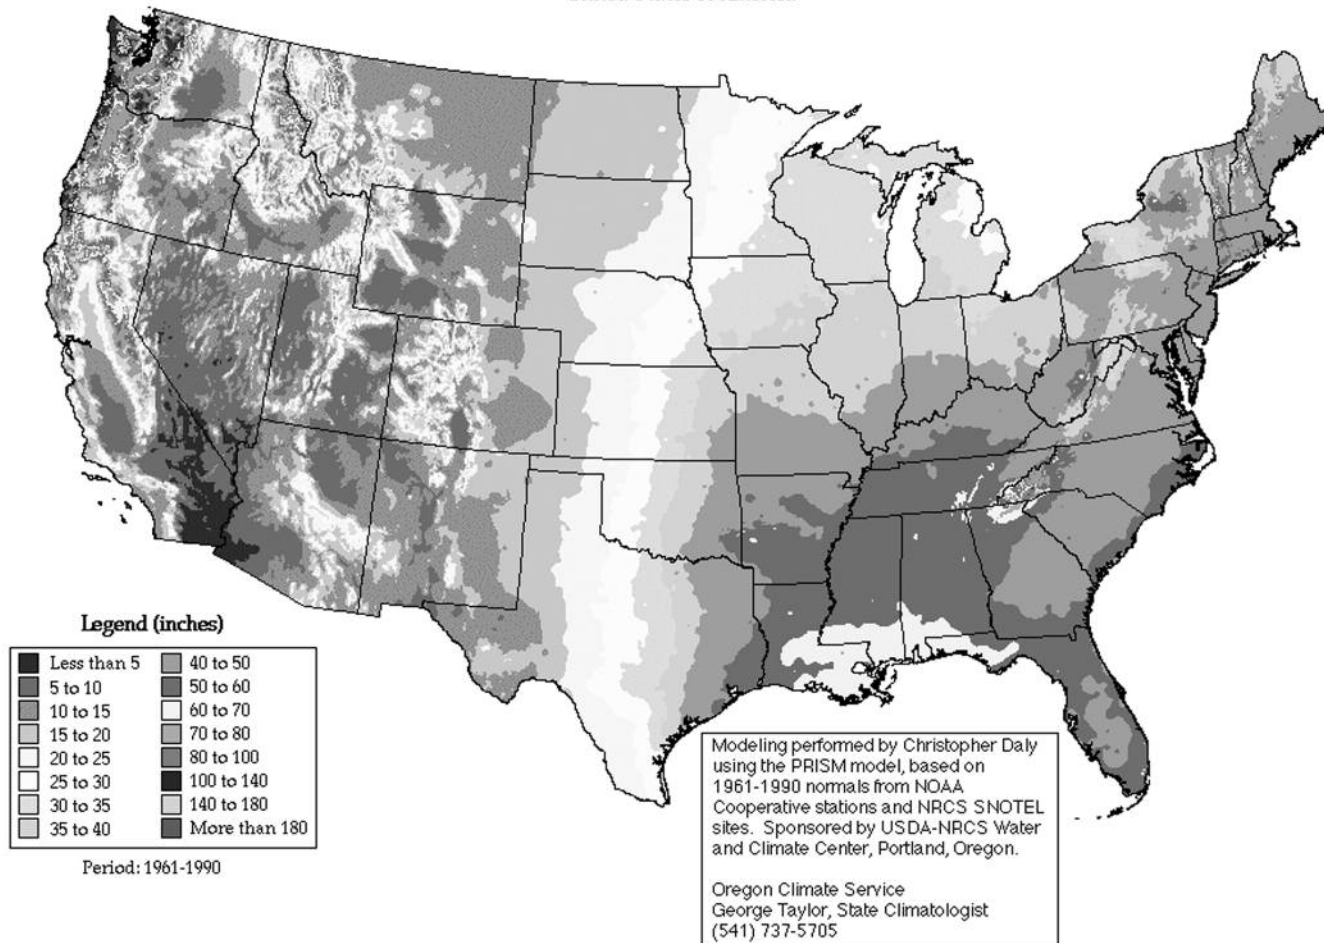 Legend (inches)
Less than 5
5 to 10
10 to 15
15 to 20
20 to 25
25 to 30
30 to 35
35 to 40
40 to 50
50 to 60
60 to 70
70 to 80
80 to 100
100 to 140
140 to 180
More than 180
Period: 1961-1990
Modeling performed by Christopher Daly
using the PRISM model, based on
1961-1990 normals from NOAA
Cooperative stations and NRCS SNOTEL
sites. Sponsored by USDA-NRCS Water
and Climate Center, Portland, Oregon.
Oregon Climate Service
George Taylor, State Climatologist
(541) 737-5705